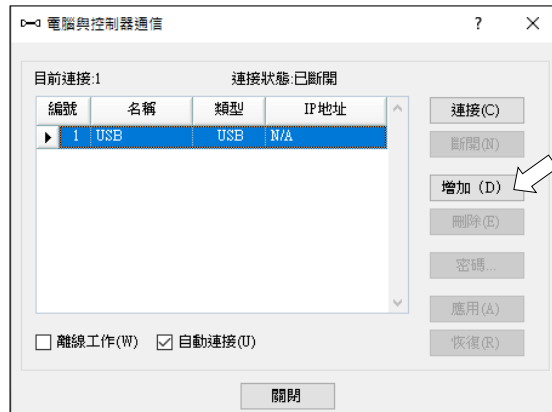 電腦與控制器通信
目前連接:1 連接狀態:已斷開
編號 名稱 類型 IP地址
1 USB USB N/A
連接(C)
斷開(N)
增加 (D)
刪除(E)
密碼...
應用(A)
恢復(R)
離線工作(W) 自動連接(U)
關閉